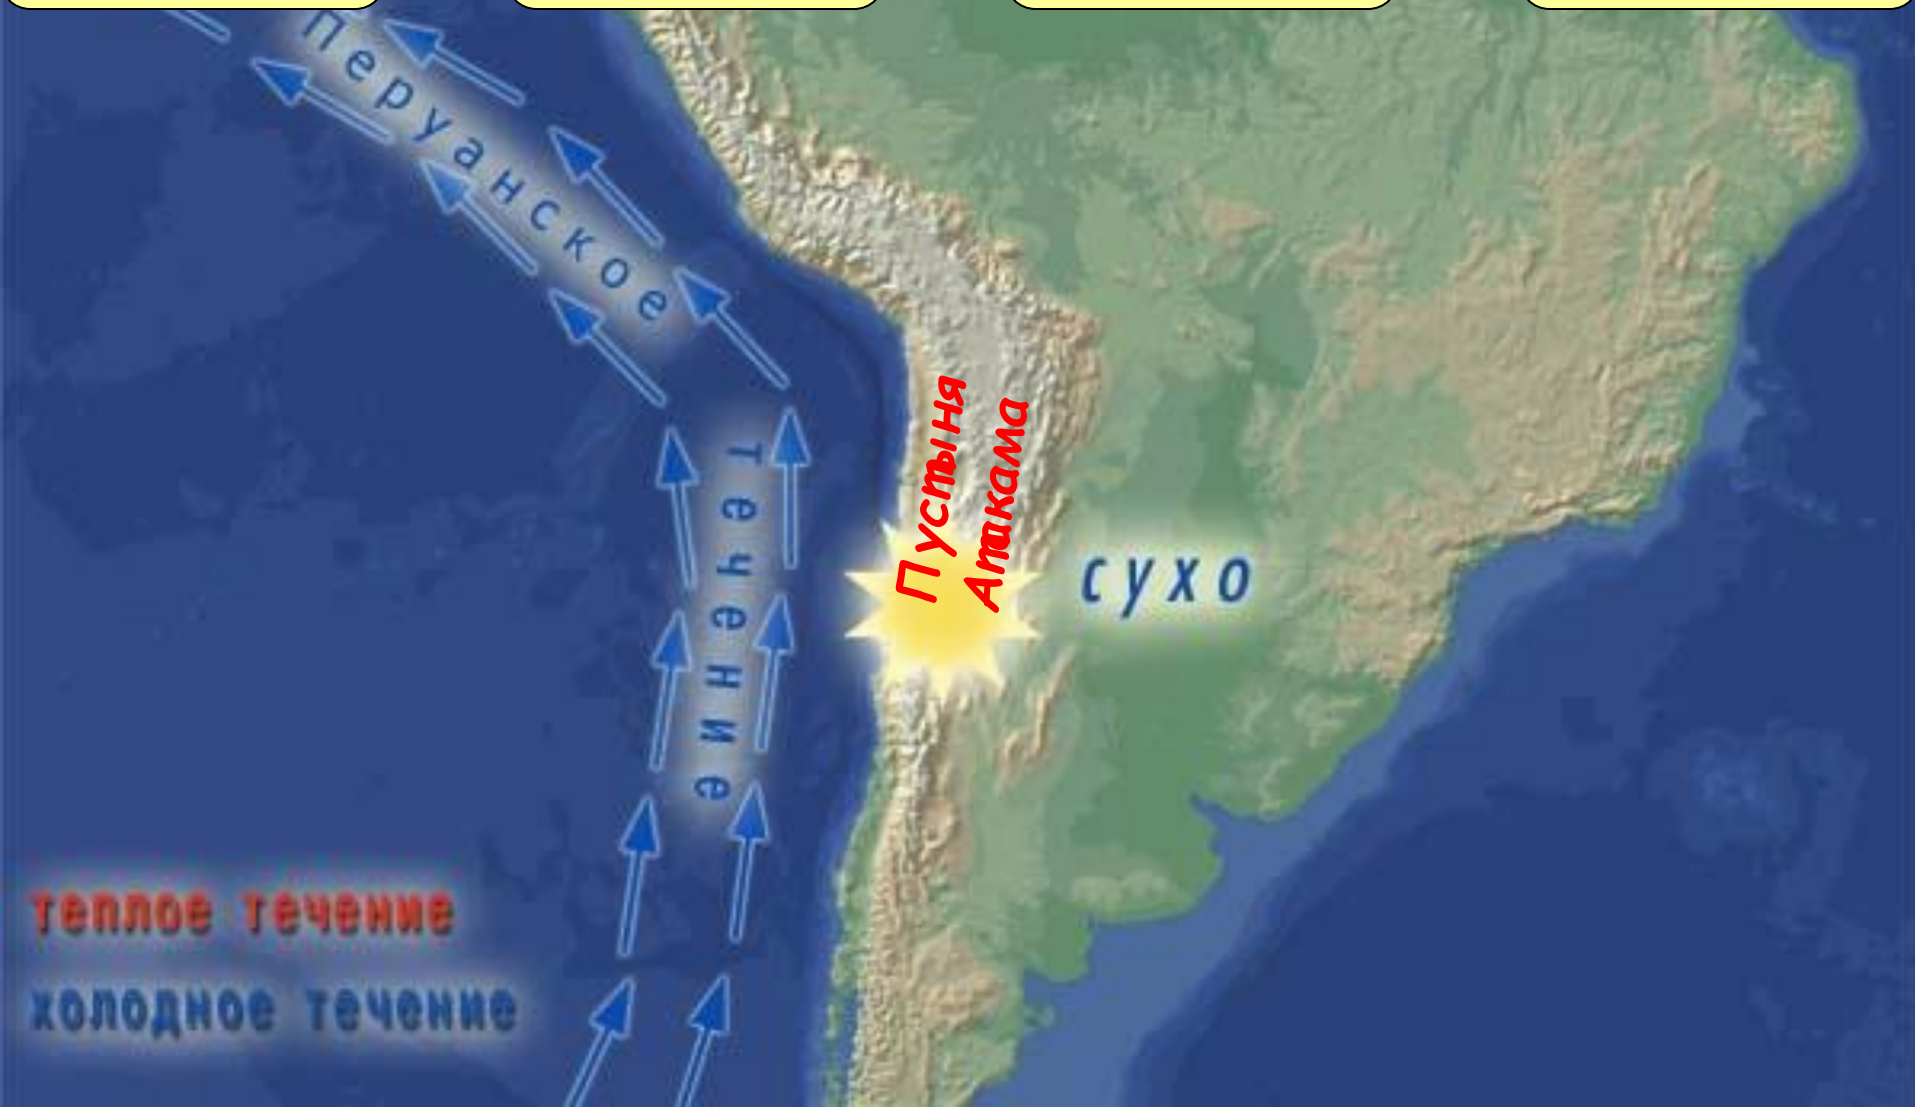 Перуанское
течение
Пустыня
Атакама
сухо
теплое течение
холодное течение